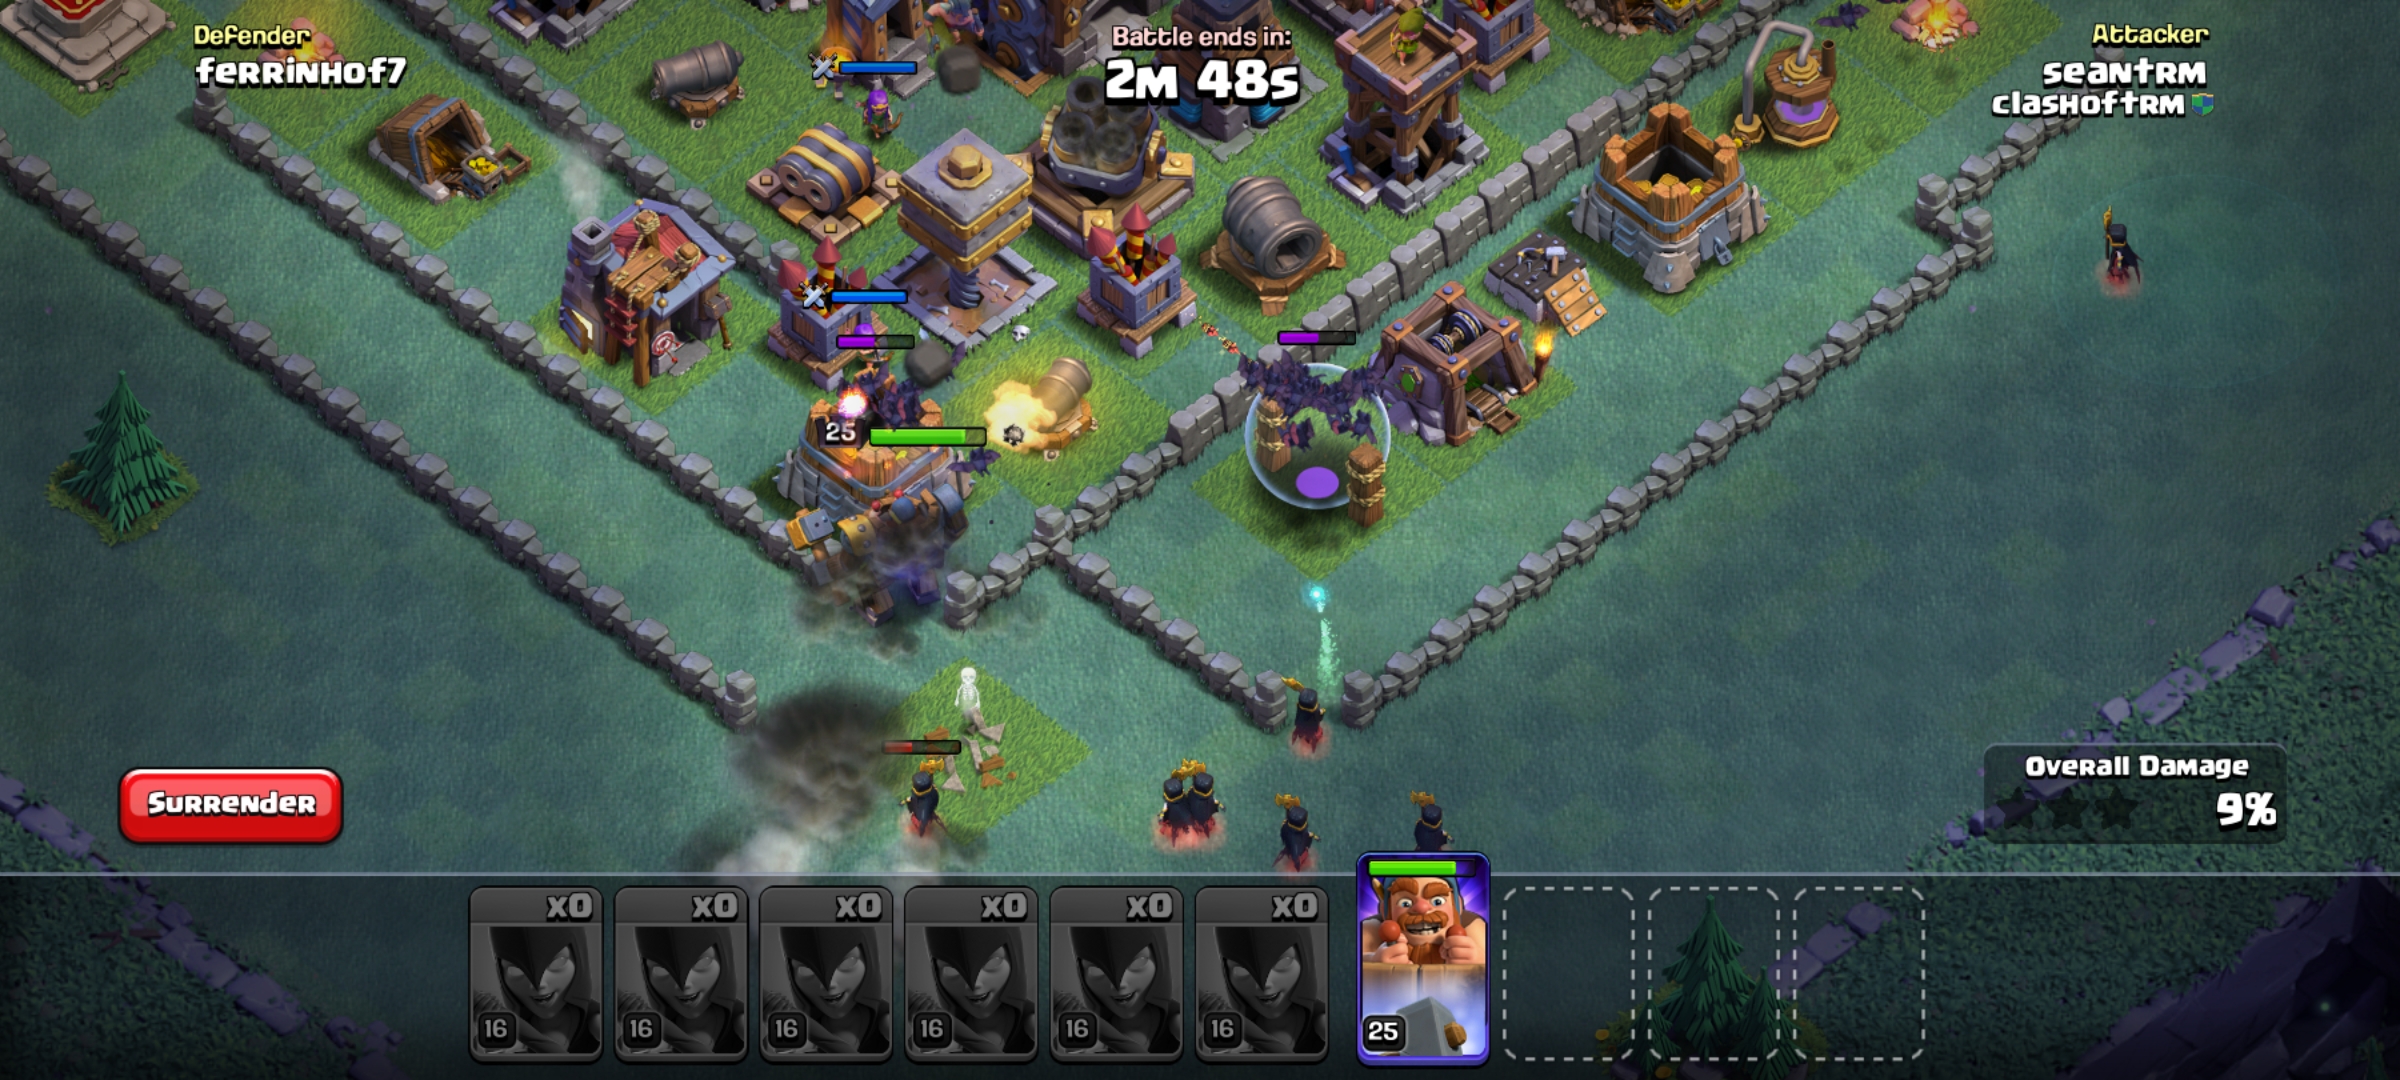 Defender
ferrinhof7
Battle ends in:
2m 48s
Attacker
seantrm
clashoftrm
25
Surrender
Overall Damage
9%
x0
x0
x0
x0
x0
x0
16
16
16
16
16
16
25